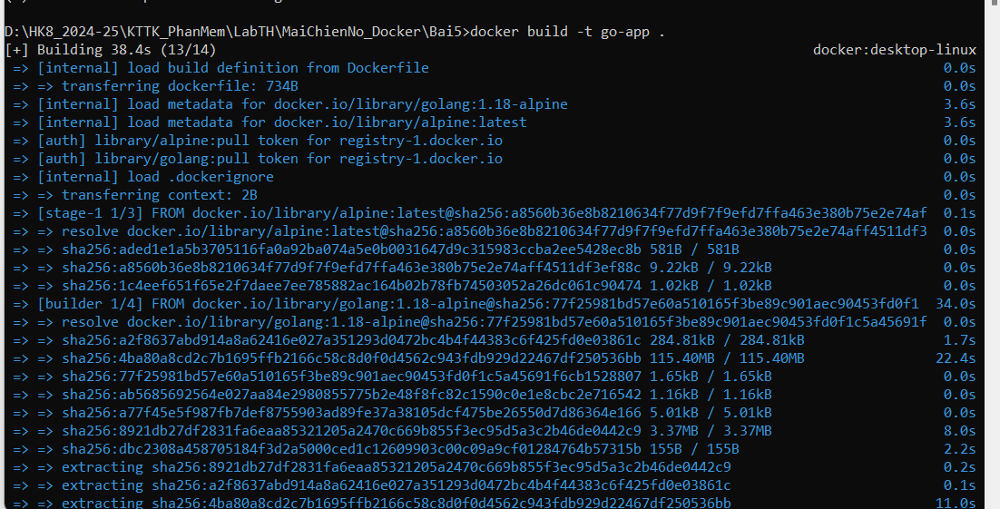 D:\HK8_2024-25\KTTK_PhanMem\LabTH\MaiChienNo_Docker\Bai5>docker build -t go-app .
[+] Building 38.4s (13/14) docker:desktop-linux
=> [internal] load build definition from Dockerfile 0.0s
=> => transferring dockerfile: 734B 0.0s
=> [internal] load metadata for docker.io/library/golang:1.18-alpine 3.6s
=> [internal] load metadata for docker.io/library/alpine:latest 3.6s
=> [auth] library/alpine:pull token for registry-1.docker.io 0.0s
=> [auth] library/golang:pull token for registry-1.docker.io 0.0s
=> [internal] load .dockerignore 0.0s
=> => transferring context: 2B 0.0s
=> [stage-1 1/3] FROM docker.io/library/alpine:latest@sha256:a8560b36e8b8210634f77d9f7f9efd7ffa463e380b75e2e74af 0.1s
=> => resolve docker.io/library/alpine:latest@sha256:a8560b36e8b8210634f77d9f7f9efd7ffa463e380b75e2e74aff4511df3 0.0s
=> => sha256:aded1e1a5b3705116fa0a92ba074a5e0b0031647d9c315983ccba2ee5428ec8b 581B / 581B 0.0s
=> => sha256:a8560b36e8b8210634f77d9f7f9efd7ffa463e380b75e2e74aff4511df3ef88c 9.22kB / 9.22kB 0.0s
=> => sha256:1c4eef651f65e2f7daee7ee785882ac164b02b78fb74503052a26dc061c90474 1.02kB / 1.02kB 0.0s
=> [builder 1/4] FROM docker.io/library/golang:1.18-alpine@sha256:77f25981bd57e60a510165f3be89c901aec90453fd0f1 34.0s
=> => resolve docker.io/library/golang:1.18-alpine@sha256:77f25981bd57e60a510165f3be89c901aec90453fd0f1c5a45691f 0.0s
=> => sha256:a2f8637abd914a8a62416e027a351293d0472bc4b4f44383c6f425fd0e03861c 284.81kB / 284.81kB 1.7s
=> => sha256:4ba80a8cd2c7b1695ffb2166c58c8d0f0d4562c943fdb929d22467df250536bb 115.40MB / 115.40MB 22.4s
=> => sha256:77f25981bd57e60a510165f3be89c901aec90453fd0f1c5a45691f6cb1528807 1.65kB / 1.65kB 0.0s
=> => sha256:ab5685692564e027aa84e2980855775b2e48f8fc82c1590c0e1e8cbc2e716542 1.16kB / 1.16kB 0.0s
=> => sha256:a77f45e5f987fb7def8755903ad89fe37a38105dcf475be26550d7d86364e166 5.01kB / 5.01kB 0.0s
=> => sha256:8921db27df2831fa6eaa85321205a2470c669b855f3ec95d5a3c2b46de0442c9 3.37MB / 3.37MB 8.0s
=> => sha256:dbc2308a458705184f3d2a5000ced1c12609903c00c09a9cf01284764b57315b 155B / 155B 2.2s
=> => extracting sha256:8921db27df2831fa6eaa85321205a2470c669b855f3ec95d5a3c2b46de0442c9 0.2s
=> => extracting sha256:a2f8637abd914a8a62416e027a351293d0472bc4b4f44383c6f425fd0e03861c 0.1s
=> => extracting sha256:4ba80a8cd2c7b1695ffb2166c58c8d0f0d4562c943fdb929d22467df250536bb 11.0s